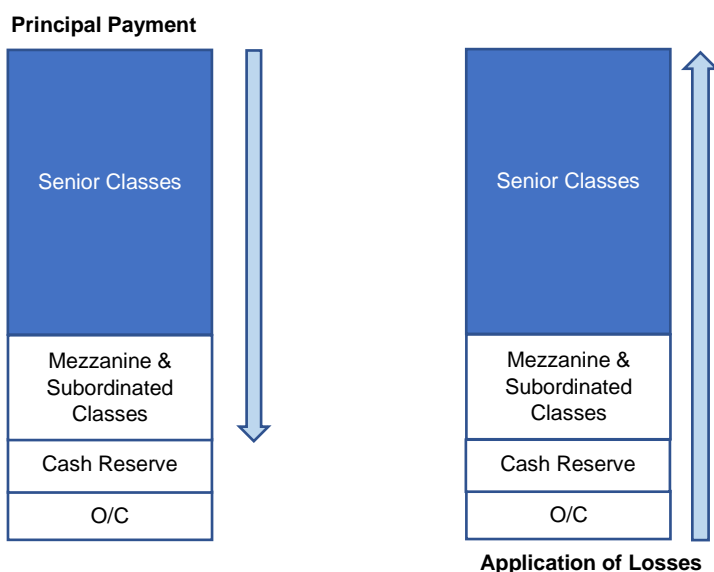 Principal Payment
Senior Classes
Mezzanine &
Subordinated
Classes
Cash Reserve
O/C
Senior Classes
Mezzanine &
Subordinated
Classes
Cash Reserve
O/C
Application of Losses